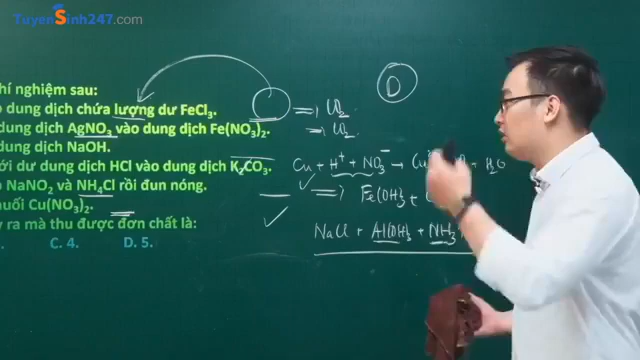 TuyenSinh247.com
hí nghiệm sau:
dung dịch chứa lượng dư FeCl₃.
dung dịch AgNO₃ vào dung dịch Fe(NO₃)₂.
dung dịch NaOH.
ới dư dung dịch HCl vào dung dịch K₂CO₃.
NaNO₂ và NH₄Cl rồi đun nóng.
uối Cu(NO₃)₂.
ra mà thu được đơn chất là:
C. 4. D. 5.
D
Cu + H⁺ + NO₃⁻ → Cu + H₂O
⇒ Fe(OH)₃ +
NaCl + Al(OH)₃ + NH₃